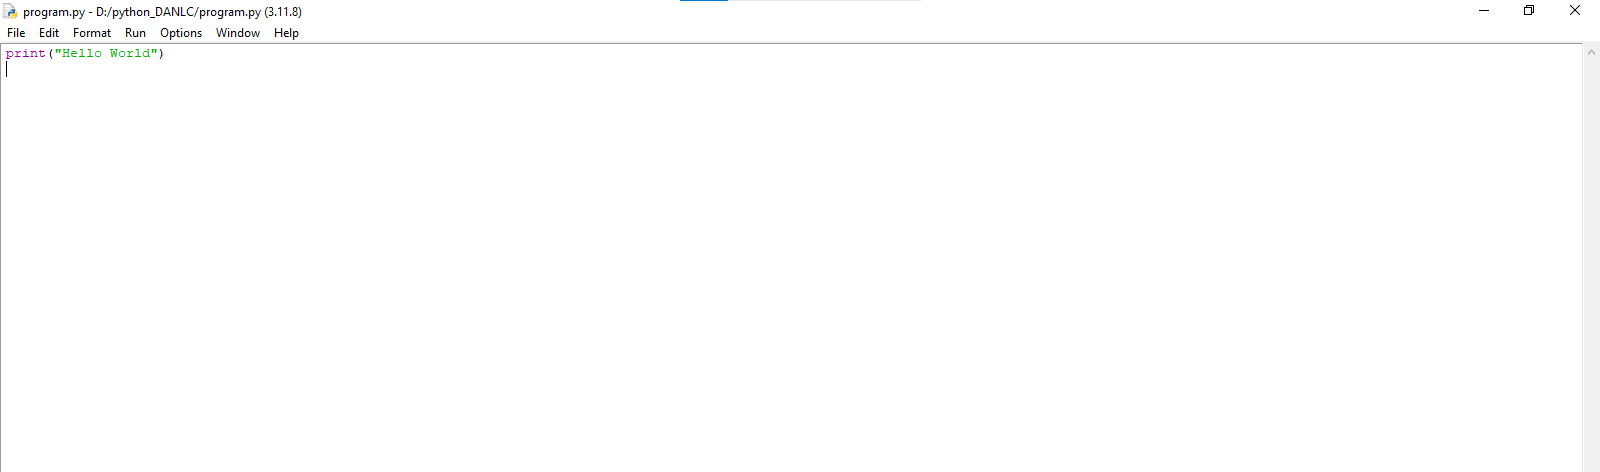 program.py - D:/python_DANLC/program.py (3.11.8)
File Edit Format Run Options Window Help
print("Hello World")